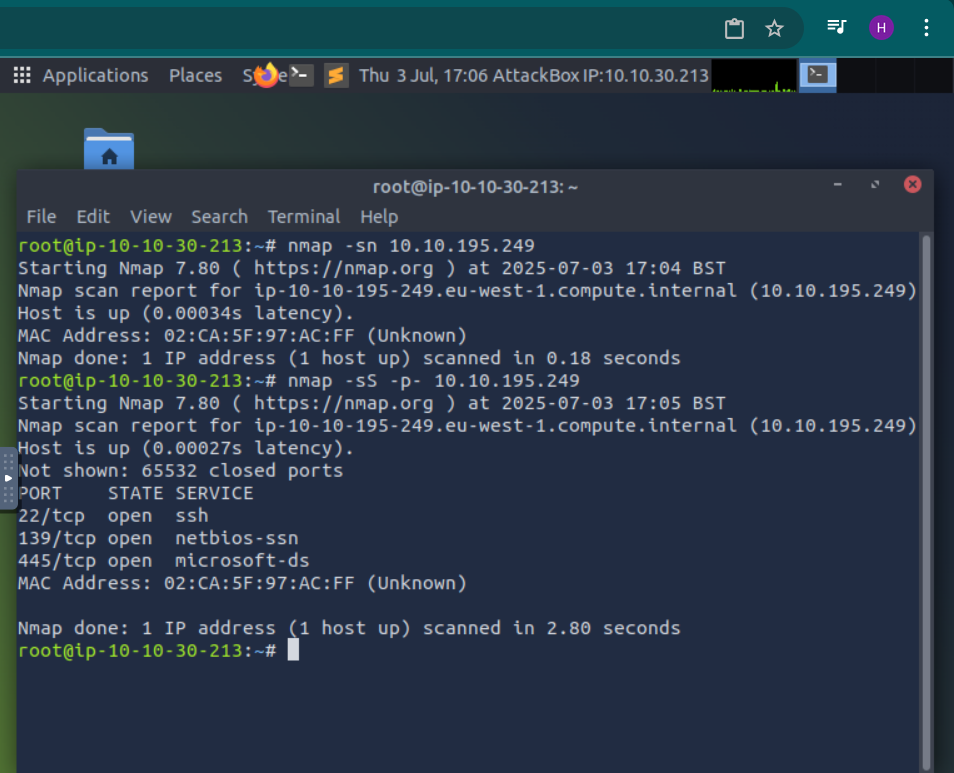 H
Applications Places Thu 3 Jul, 17:06 AttackBox IP:10.10.30.213
root@ip-10-10-30-213: ~
File Edit View Search Terminal Help
root@ip-10-10-30-213:~# nmap -sn 10.10.195.249
Starting Nmap 7.80 ( https://nmap.org ) at 2025-07-03 17:04 BST
Nmap scan report for ip-10-10-195-249.eu-west-1.compute.internal (10.10.195.249)
Host is up (0.00034s latency).
MAC Address: 02:CA:5F:97:AC:FF (Unknown)
Nmap done: 1 IP address (1 host up) scanned in 0.18 seconds
root@ip-10-10-30-213:~# nmap -sS -p- 10.10.195.249
Starting Nmap 7.80 ( https://nmap.org ) at 2025-07-03 17:05 BST
Nmap scan report for ip-10-10-195-249.eu-west-1.compute.internal (10.10.195.249)
Host is up (0.00027s latency).
Not shown: 65532 closed ports
PORT    STATE SERVICE
22/tcp  open  ssh
139/tcp open  netbios-ssn
445/tcp open  microsoft-ds
MAC Address: 02:CA:5F:97:AC:FF (Unknown)
Nmap done: 1 IP address (1 host up) scanned in 2.80 seconds
root@ip-10-10-30-213:~#